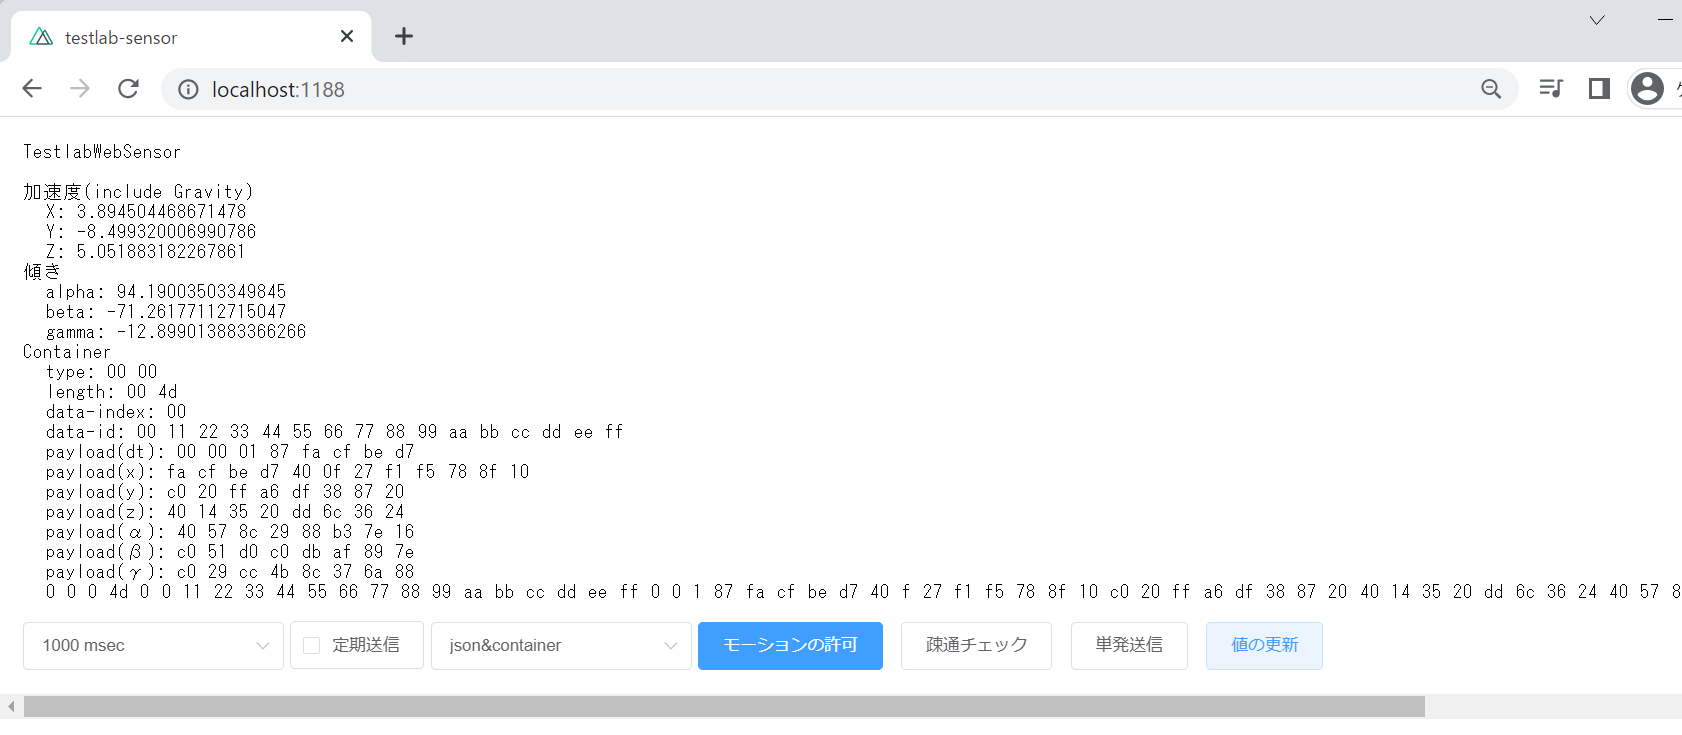 testlab-sensor
localhost:1188
TestlabWebSensor
加速度(include Gravity)
X: 3.894504468671478
Y: -8.499320006990786
Z: 5.051883182267861
傾き
alpha: 94.19003503349845
beta: -71.26177112715047
gamma: -12.899013883366266
Container
type: 00 00
length: 00 4d
data-index: 00
data-id: 00 11 22 33 44 55 66 77 88 99 aa bb cc dd ee ff
payload(dt): 00 00 01 87 fa cf be d7
payload(x): fa cf be d7 40 0f 27 f1 f5 78 8f 10
payload(y): c0 20 ff a6 df 38 87 20
payload(z): 40 14 35 20 dd 6c 36 24
payload(α): 40 57 8c 29 88 b3 7e 16
payload(β): c0 51 d0 c0 db af 89 7e
payload(γ): c0 29 cc 4b 8c 37 6a 88
0 0 0 4d 0 0 11 22 33 44 55 66 77 88 99 aa bb cc dd ee ff 0 0 1 87 fa cf be d7 40 f 27 f1 f5 78 8f 10 c0 20 ff a6 df 38 87 20 40 14 35 20 dd 6c 36 24 40 57 8
1000 msec 定期送信 json&container モーションの許可 疎通チェック 単発送信 値の更新